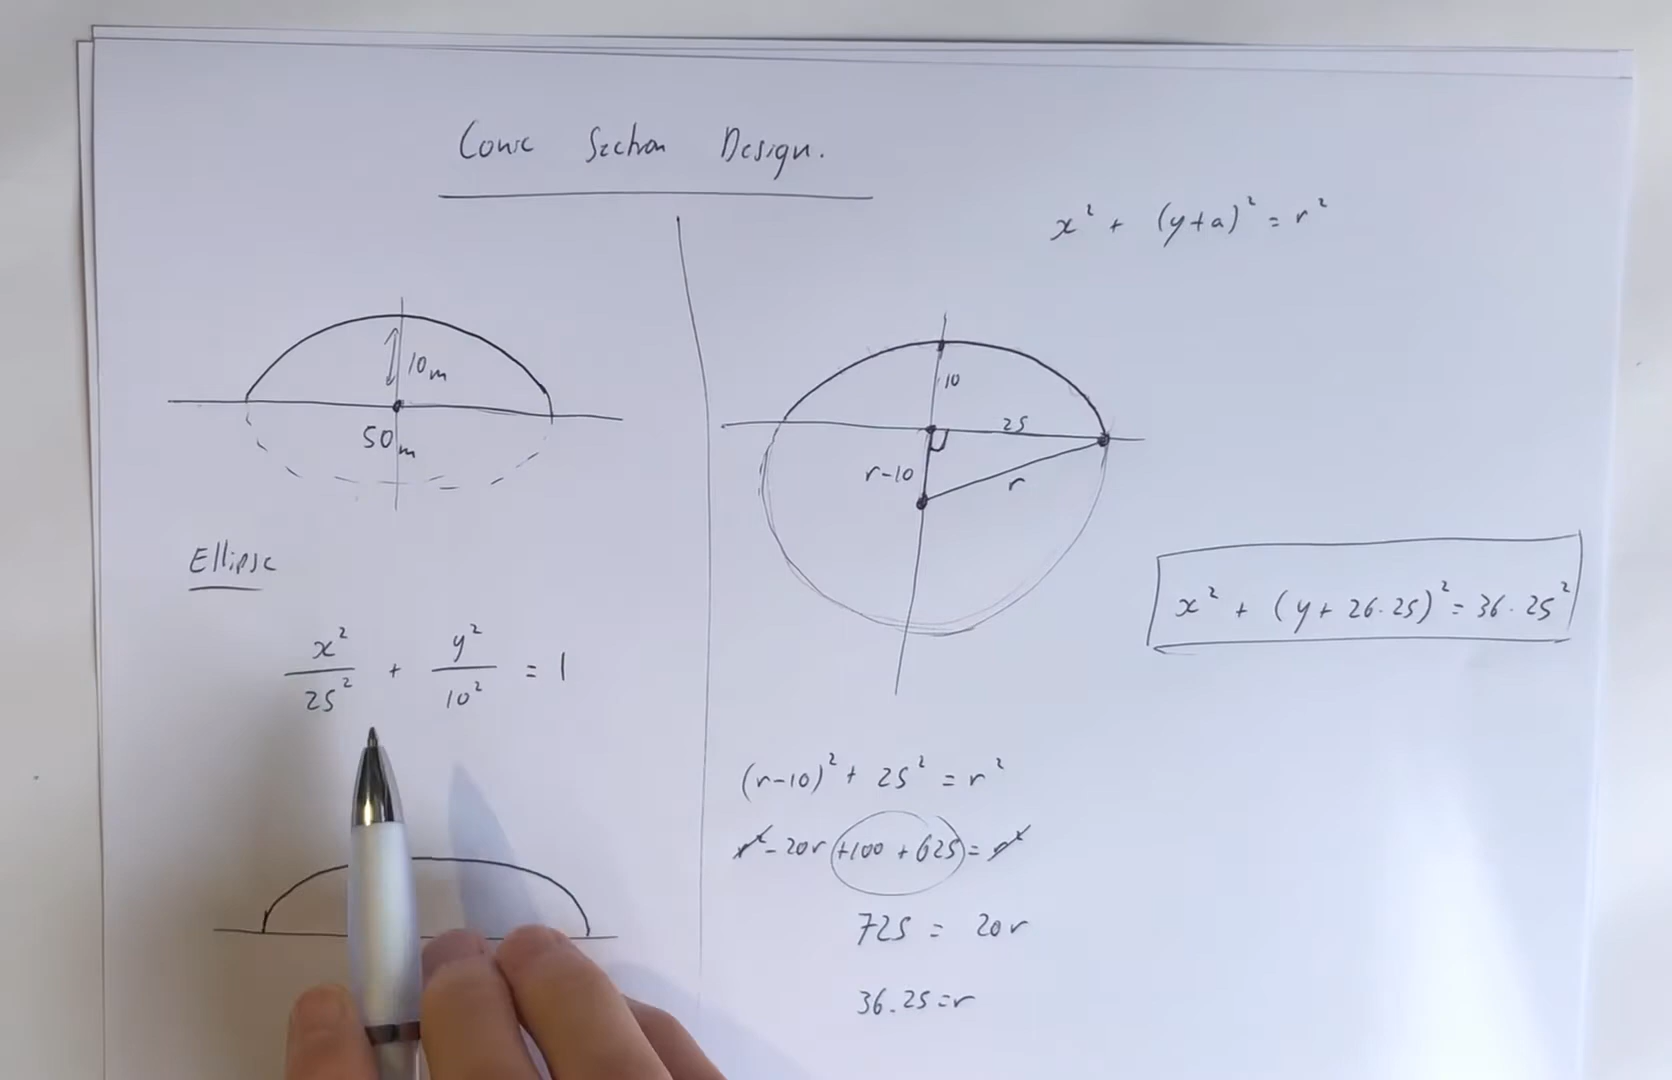 Conic Section Design.
10m
50m
Ellipse
x²/25² + y²/10² = 1
x² + (y+a)² = r²
10
25
r-10
r
x² + (y+26.25)² = 36.25²
(r-10)² + 25² = r²
r² - 20r + 100 + 625 = r²
725 = 20r
36.25 = r